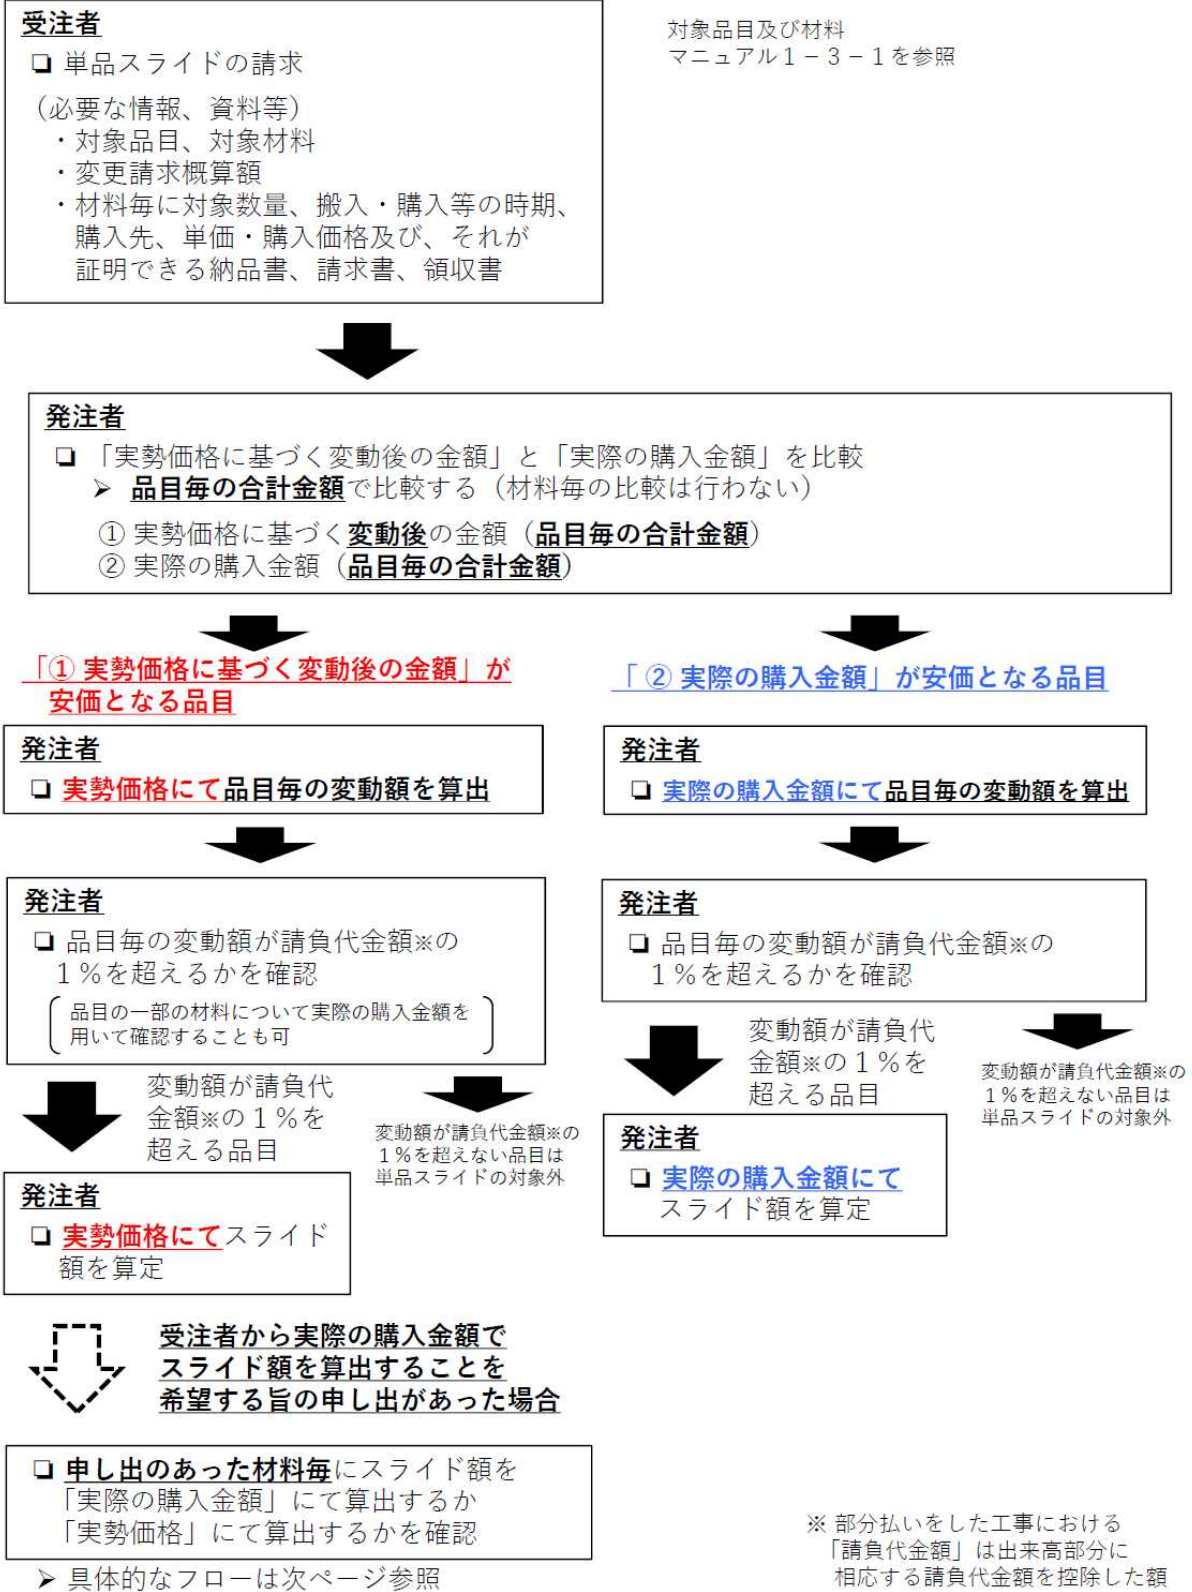 受注者
❏ 単品スライドの請求
（必要な情報、資料等）
・対象品目、対象材料
・変更請求概算額
・材料毎に対象数量、搬入・購入等の時期、
購入先、単価・購入価格及び、それが
証明できる納品書、請求書、領収書
対象品目及び材料
マニュアル１－３－１を参照
発注者
❏ 「実勢価格に基づく変動後の金額」と「実際の購入金額」を比較
➢ 品目毎の合計金額で比較する（材料毎の比較は行わない）
① 実勢価格に基づく変動後の金額（品目毎の合計金額）
② 実際の購入金額（品目毎の合計金額）
「① 実勢価格に基づく変動後の金額」が
安価となる品目
発注者
❏ 実勢価格にて品目毎の変動額を算出
発注者
❏ 品目毎の変動額が請負代金額※の
１％を超えるかを確認
品目の一部の材料について実際の購入金額を
用いて確認することも可
変動額が請負代
金額※の１％を
超える品目
変動額が請負代金額※の
１％を超えない品目は
単品スライドの対象外
発注者
❏ 実勢価格にてスライド
額を算定
受注者から実際の購入金額で
スライド額を算出することを
希望する旨の申し出があった場合
❏ 申し出のあった材料毎にスライド額を
「実際の購入金額」にて算出するか
「実勢価格」にて算出するかを確認
➢ 具体的なフローは次ページ参照
「② 実際の購入金額」が安価となる品目
発注者
❏ 実際の購入金額にて品目毎の変動額を算出
発注者
❏ 品目毎の変動額が請負代金額※の
１％を超えるかを確認
変動額が請負代
金額※の１％を
超える品目
変動額が請負代金額※の
１％を超えない品目は
単品スライドの対象外
発注者
❏ 実際の購入金額にて
スライド額を算定
※ 部分払いをした工事における
「請負代金額」は出来高部分に
相応する請負代金額を控除した額